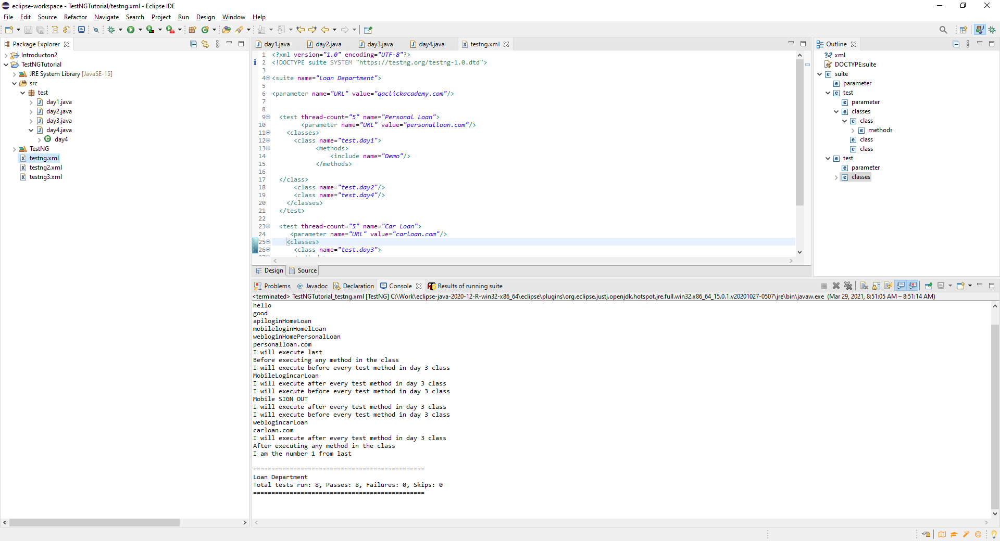 eclipse-workspace - TestNGTutorial/testng.xml - Eclipse IDE
File Edit Source Refactor Navigate Search Project Run Design Window Help
Package Explorer
Introducton2
TestNGTutorial
JRE System Library [JavaSE-15]
src
test
day1.java
day2.java
day3.java
day4.java
day4
TestNG
testng.xml
testng2.xml
testng3.xml
day1.java day2.java day3.java day4.java testng.xml
1 <?xml version="1.0" encoding="UTF-8"?>
2 <!DOCTYPE suite SYSTEM "https://testng.org/testng-1.0.dtd">
3
4 <suite name="Loan Department">
5
6 <parameter name="URL" value="qaclickacademy.com"/>
7
8
9 <test thread-count="5" name="Personal Loan">
10 <parameter name="URL" value="personalloan.com"/>
11 <classes>
12 <class name="test.day1">
13 <methods>
14 <include name="Demo"/>
15 </methods>
16
17 </class>
18 <class name="test.day2"/>
19 <class name="test.day4"/>
20 </classes>
21 </test>
22
23 <test thread-count="5" name="Car Loan">
24 <parameter name="URL" value="carloan.com"/>
25 <classes>
26 <class name="test.day3">
Design Source
Outline
xml
DOCTYPE:suite
suite
parameter
test
parameter
classes
class
methods
class
class
test
parameter
classes
Problems Javadoc Declaration Console Results of running suite
<terminated> TestNGTutorial_testng.xml [TestNG] C:\Work\eclipse-java-2020-12-R-win32-x86_64\eclipse\plugins\org.eclipse.justj.openjdk.hotspot.jre.full.win32.x86_64_15.0.1.v20201027-0507\jre\bin\javaw.exe (Mar 29, 2021, 8:51:05 AM – 8:51:14 AM)
hello
good
apiloginHomeLoan
mobileloginHomelLoan
webloginHomePersonalLoan
personalloan.com
I will execute last
Before executing any method in the class
I will execute before every test method in day 3 class
MobileLogincarLoan
I will execute after every test method in day 3 class
I will execute before every test method in day 3 class
Mobile SIGN OUT
I will execute after every test method in day 3 class
I will execute before every test method in day 3 class
weblogincarLoan
carloan.com
I will execute after every test method in day 3 class
After executing any method in the class
I am the number 1 from last
===============================================
Loan Department
Total tests run: 8, Passes: 8, Failures: 0, Skips: 0
===============================================